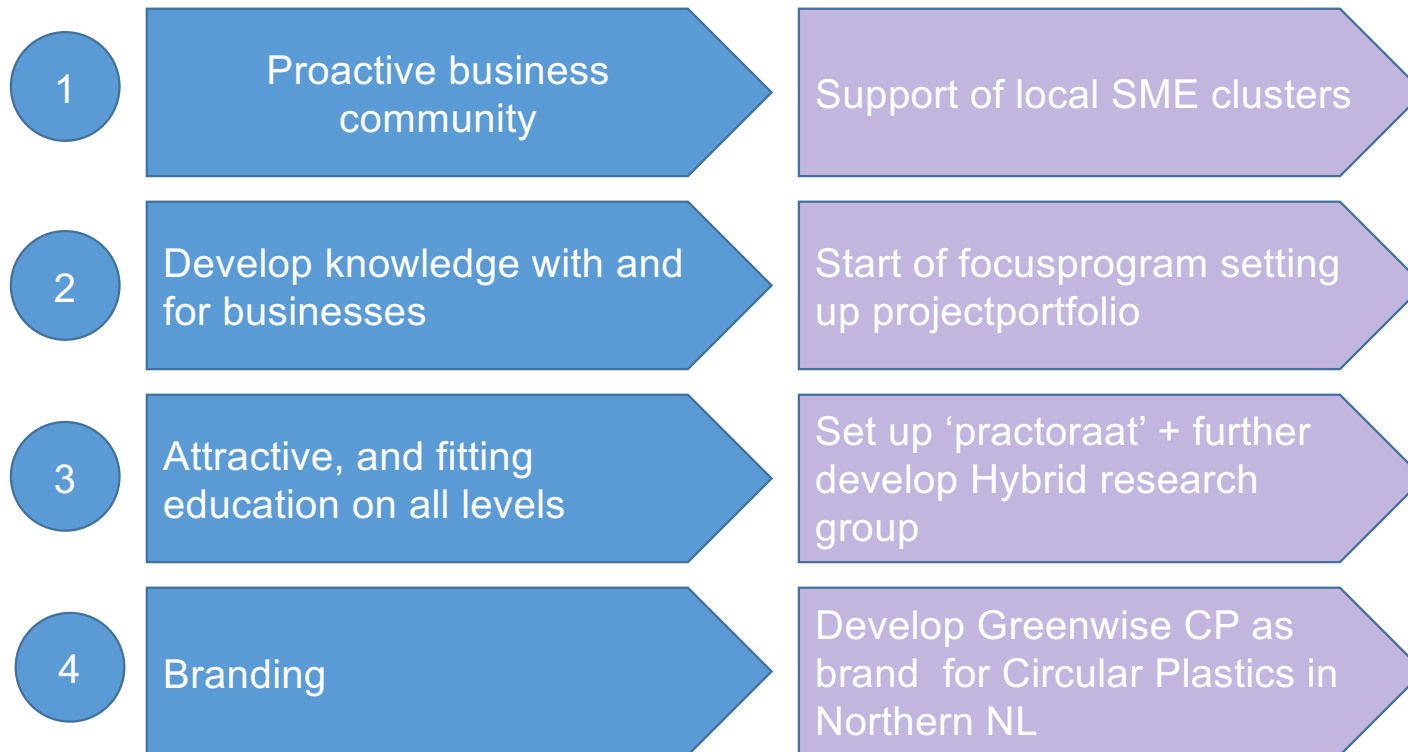 1
Proactive business
community
Support of local SME clusters
2
Develop knowledge with and
for businesses
Start of focusprogram setting
up projectportfolio
3
Attractive, and fitting
education on all levels
Set up ‘practoraat’ + further
develop Hybrid research
group
4
Branding
Develop Greenwise CP as
brand  for Circular Plastics in
Northern NL